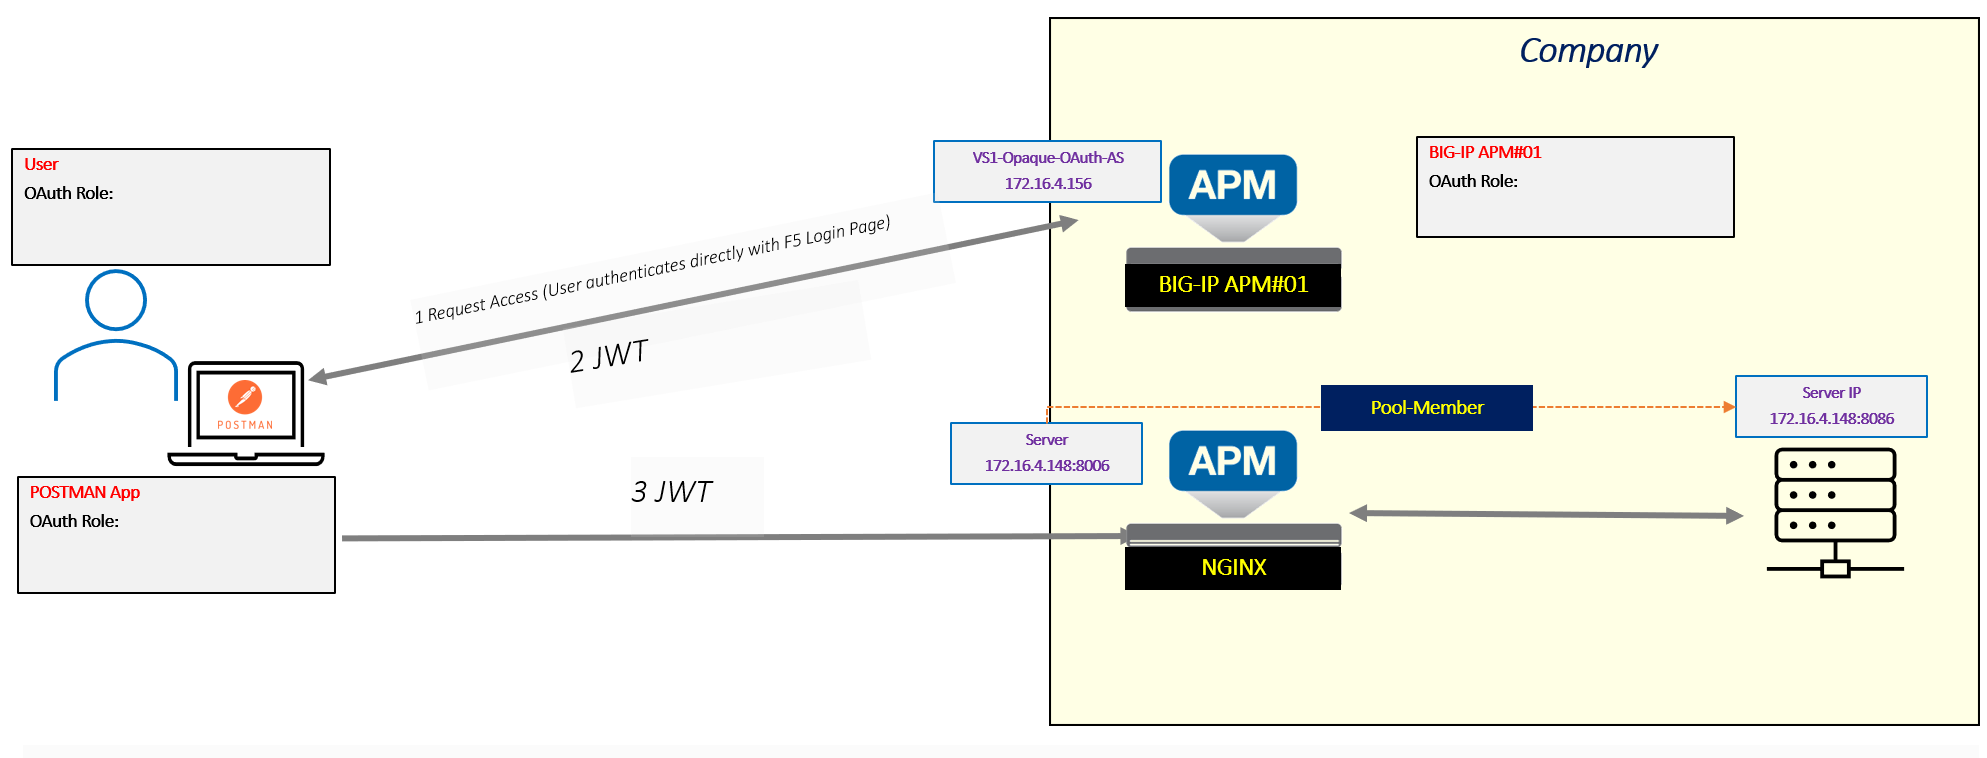 Company
User
OAuth Role:
VS1-Opaque-OAuth-AS
172.16.4.156
APM
BIG-IP APM#01
BIG-IP APM#01
OAuth Role:
1 Request Access (User authenticates directly with F5 Login Page)
2 JWT
POSTMAN
Pool-Member
Server IP
172.16.4.148:8086
Server
172.16.4.148:8006
APM
NGINX
3 JWT
POSTMAN App
OAuth Role: